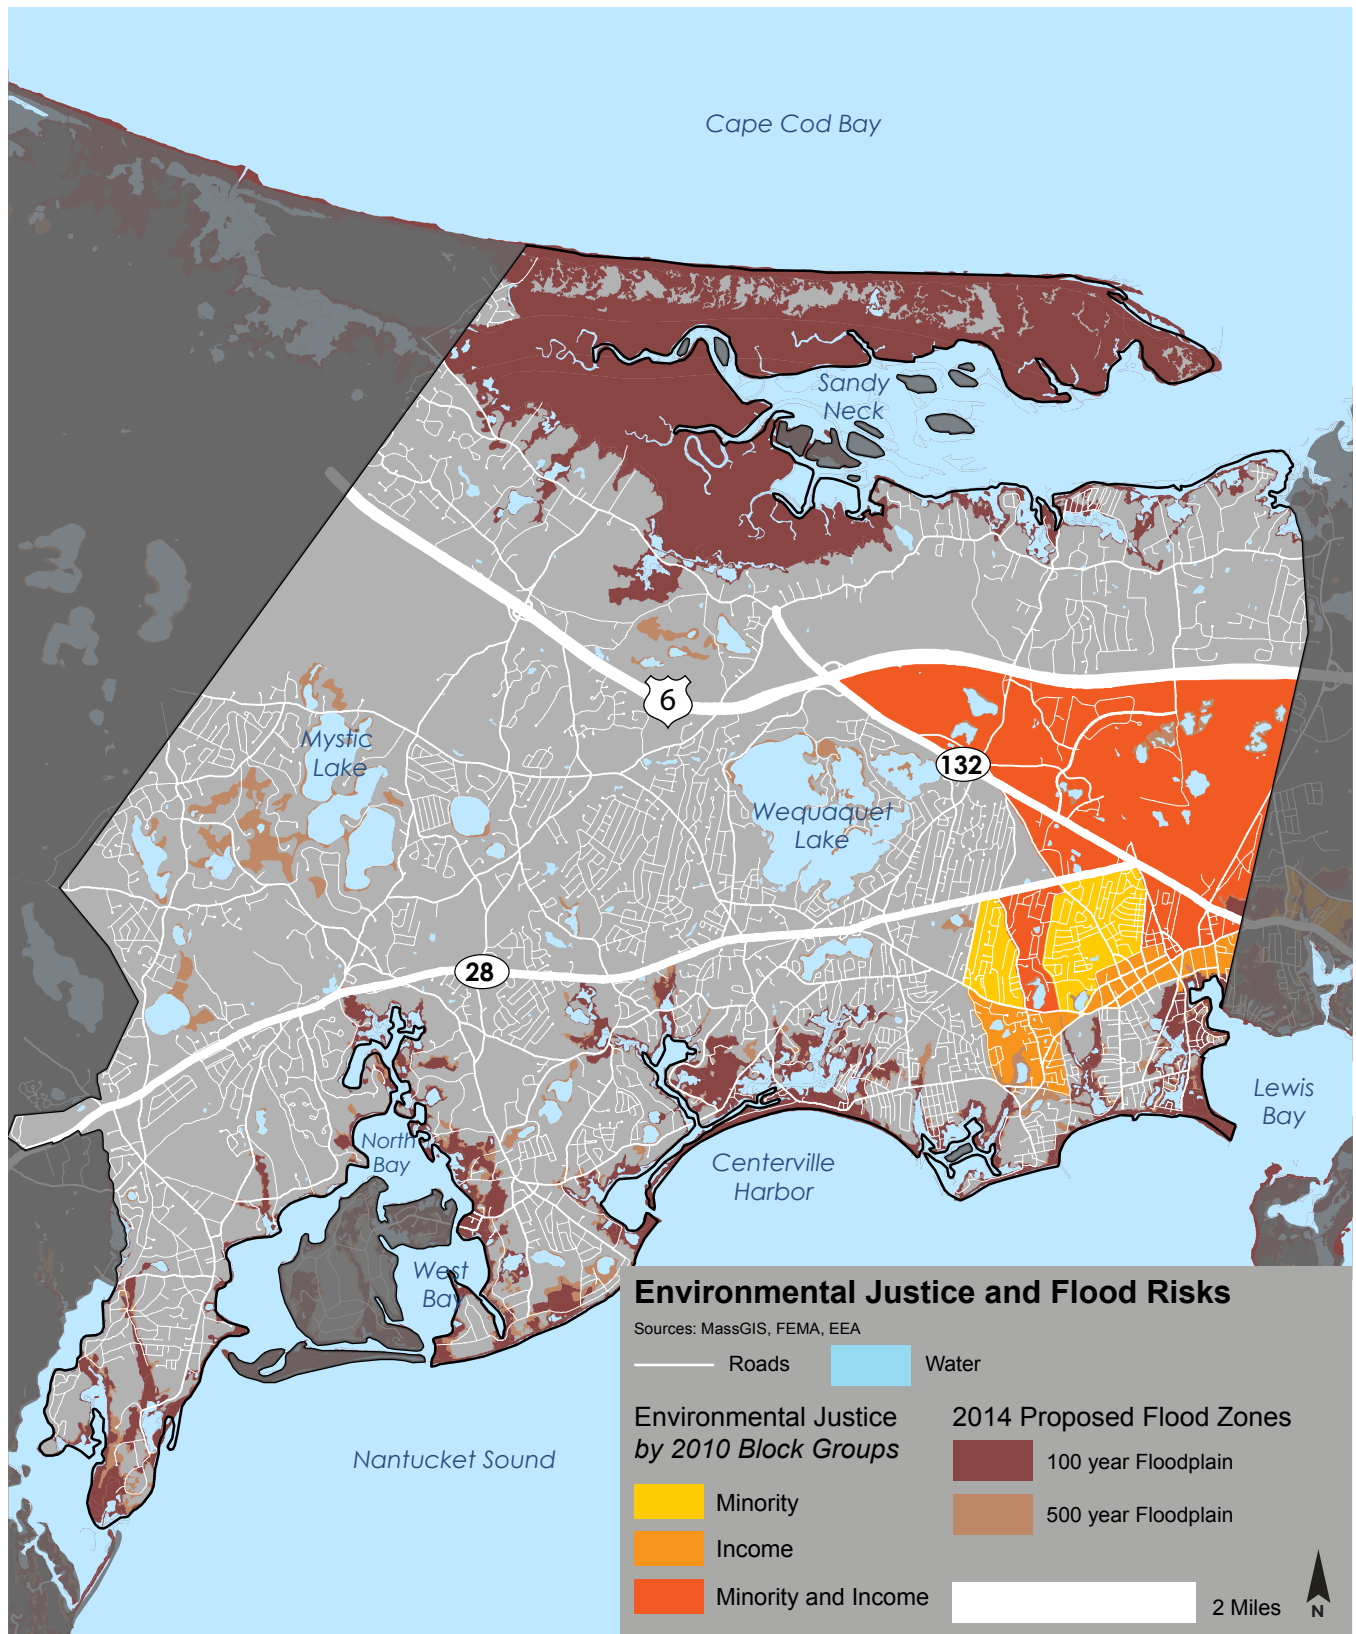 Cape Cod Bay
Sandy
Neck
6
Mystic
Lake
132
Wequaquet
Lake
28
Lewis
Bay
North
Bay
Centerville
Harbor
West
Bay
Nantucket Sound
Environmental Justice and Flood Risks
Sources: MassGIS, FEMA, EEA
Roads
Water
Environmental Justice
by 2010 Block Groups
Minority
Income
Minority and Income
2014 Proposed Flood Zones
100 year Floodplain
500 year Floodplain
2 Miles
N